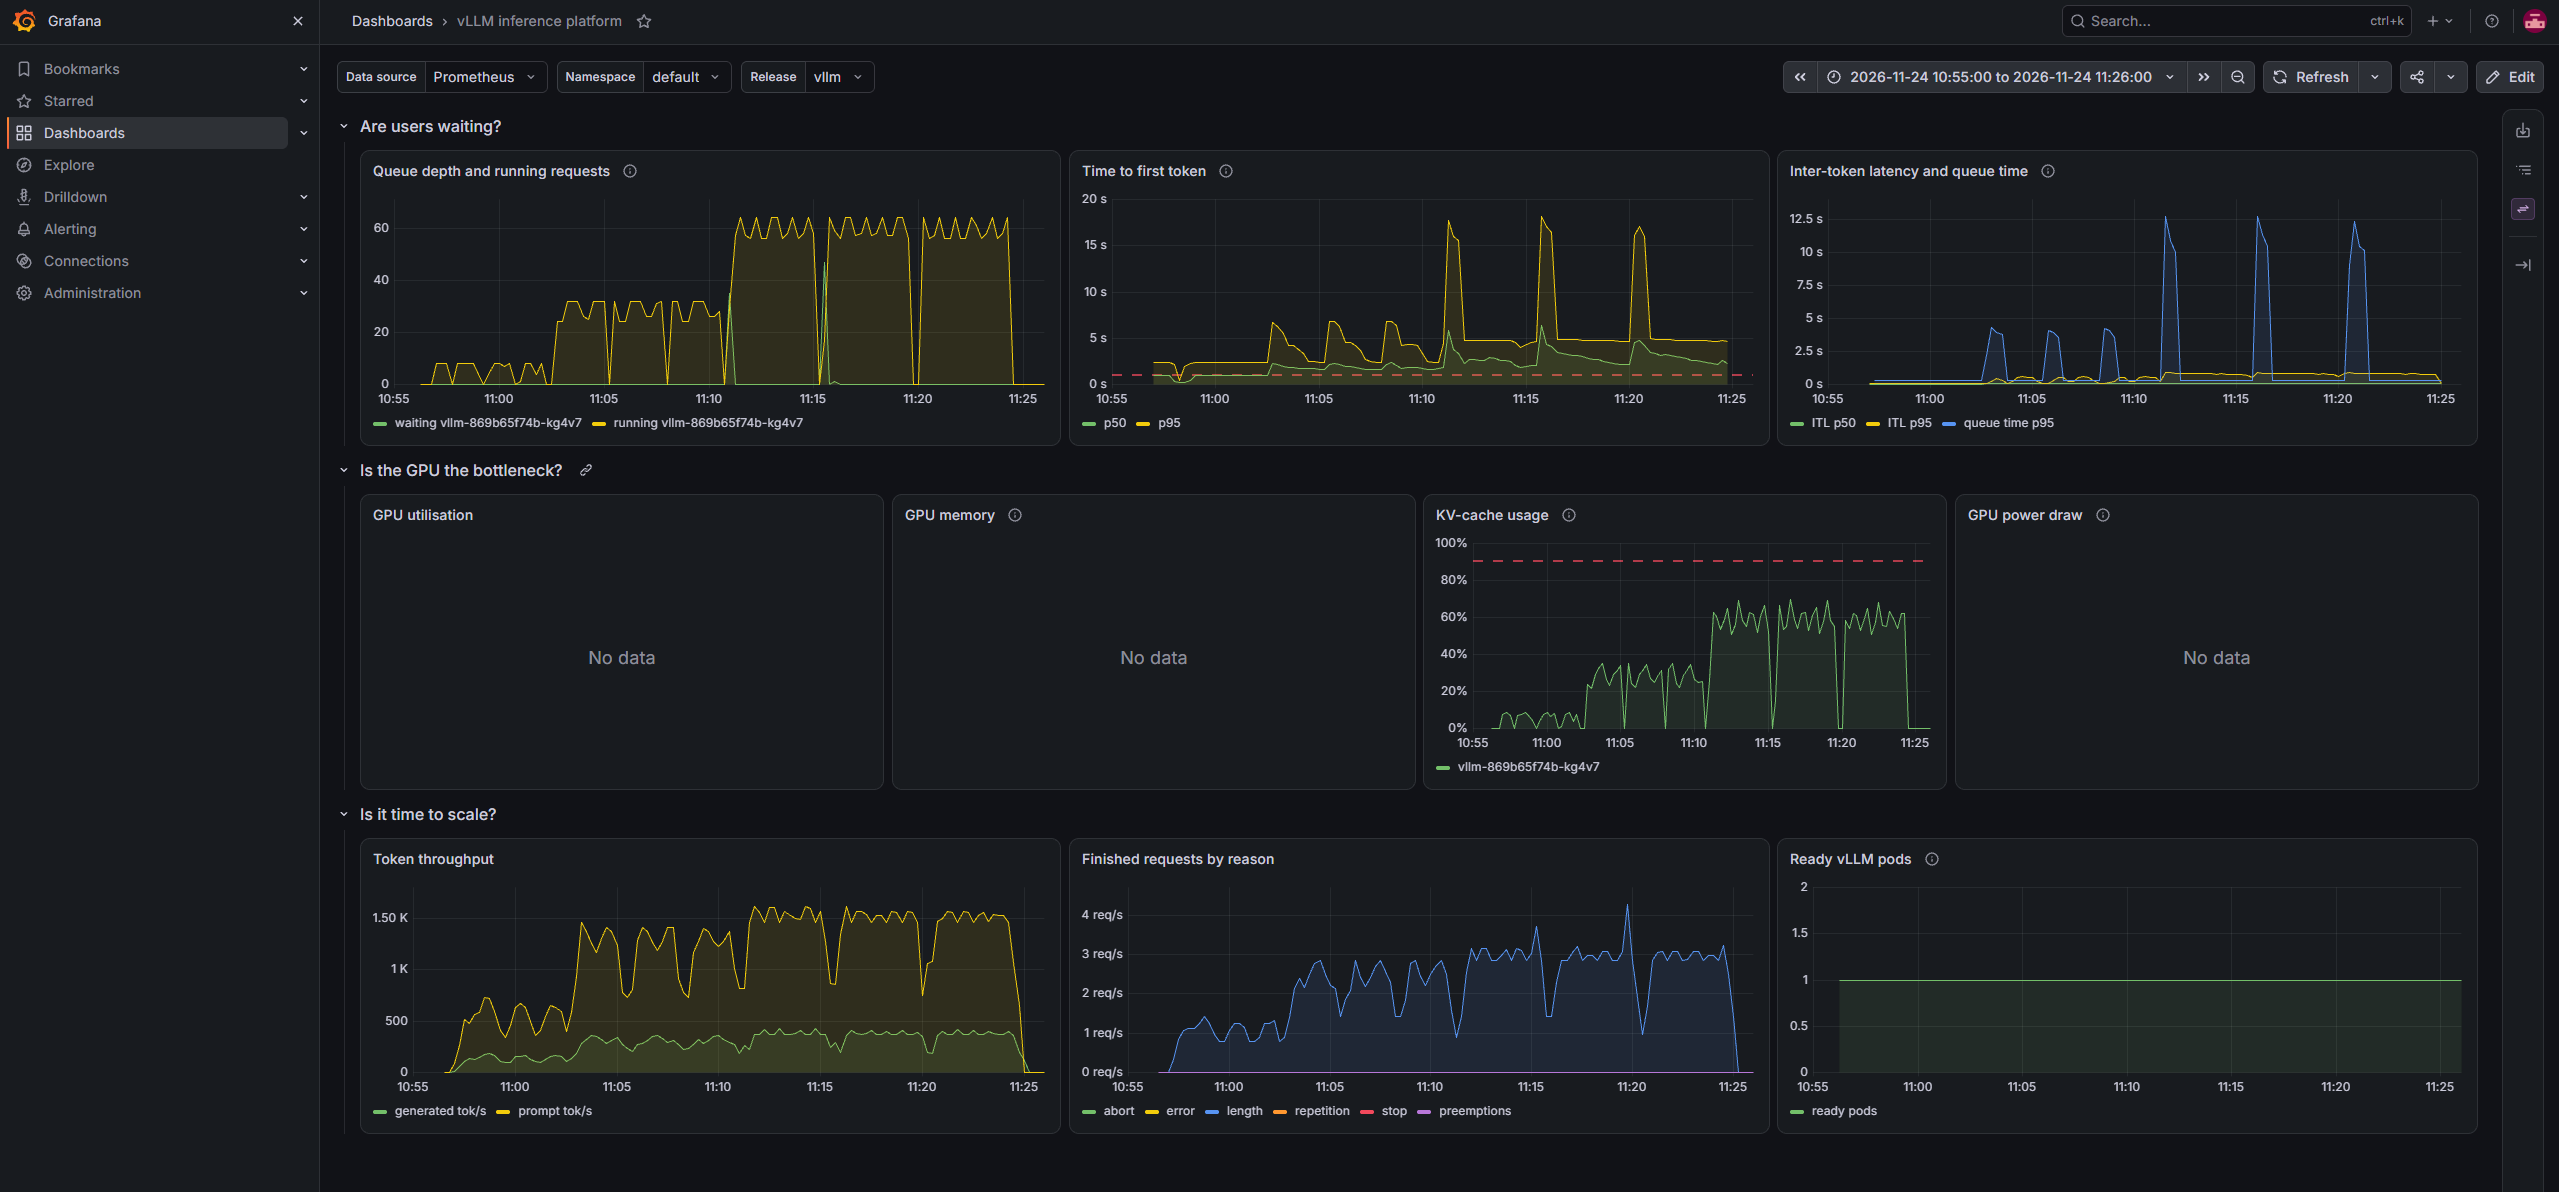 Grafana
Dashboards › vLLM inference platform
Search...
ctrl+k
Bookmarks
Starred
Dashboards
Explore
Drilldown
Alerting
Connections
Administration
Data source Prometheus
Namespace default
Release vllm
2026-11-24 10:55:00 to 2026-11-24 11:26:00
Refresh
Edit
Are users waiting?
Queue depth and running requests
60
40
20
0
10:55 11:00 11:05 11:10 11:15 11:20 11:25
waiting vllm-869b65f74b-kg4v7 running vllm-869b65f74b-kg4v7
Time to first token
20 s
15 s
10 s
5 s
0 s
10:55 11:00 11:05 11:10 11:15 11:20 11:25
p50 p95
Inter-token latency and queue time
12.5 s
10 s
7.5 s
5 s
2.5 s
0 s
10:55 11:00 11:05 11:10 11:15 11:20 11:25
ITL p50 ITL p95 queue time p95
Is the GPU the bottleneck?
GPU utilisation
No data
GPU memory
No data
KV-cache usage
100%
80%
60%
40%
20%
0%
10:55 11:00 11:05 11:10 11:15 11:20 11:25
vllm-869b65f74b-kg4v7
GPU power draw
No data
Is it time to scale?
Token throughput
1.50 K
1 K
500
0
10:55 11:00 11:05 11:10 11:15 11:20 11:25
generated tok/s prompt tok/s
Finished requests by reason
4 req/s
3 req/s
2 req/s
1 req/s
0 req/s
10:55 11:00 11:05 11:10 11:15 11:20 11:25
abort error length repetition stop preemptions
Ready vLLM pods
2
1.5
1
0.5
0
10:55 11:00 11:05 11:10 11:15 11:20 11:25
ready pods